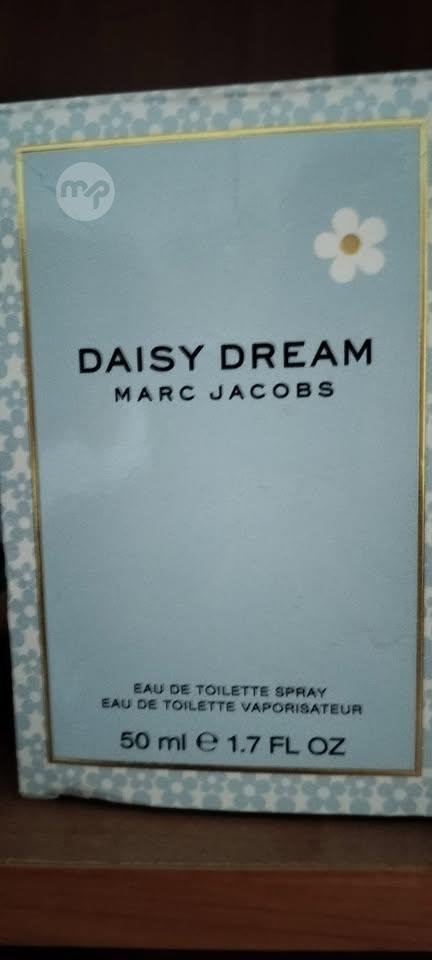 mp
DAISY DREAM
MARC JACOBS
EAU DE TOILETTE SPRAY
EAU DE TOILETTE VAPORISATEUR
50 ml ℮ 1.7 FL OZ